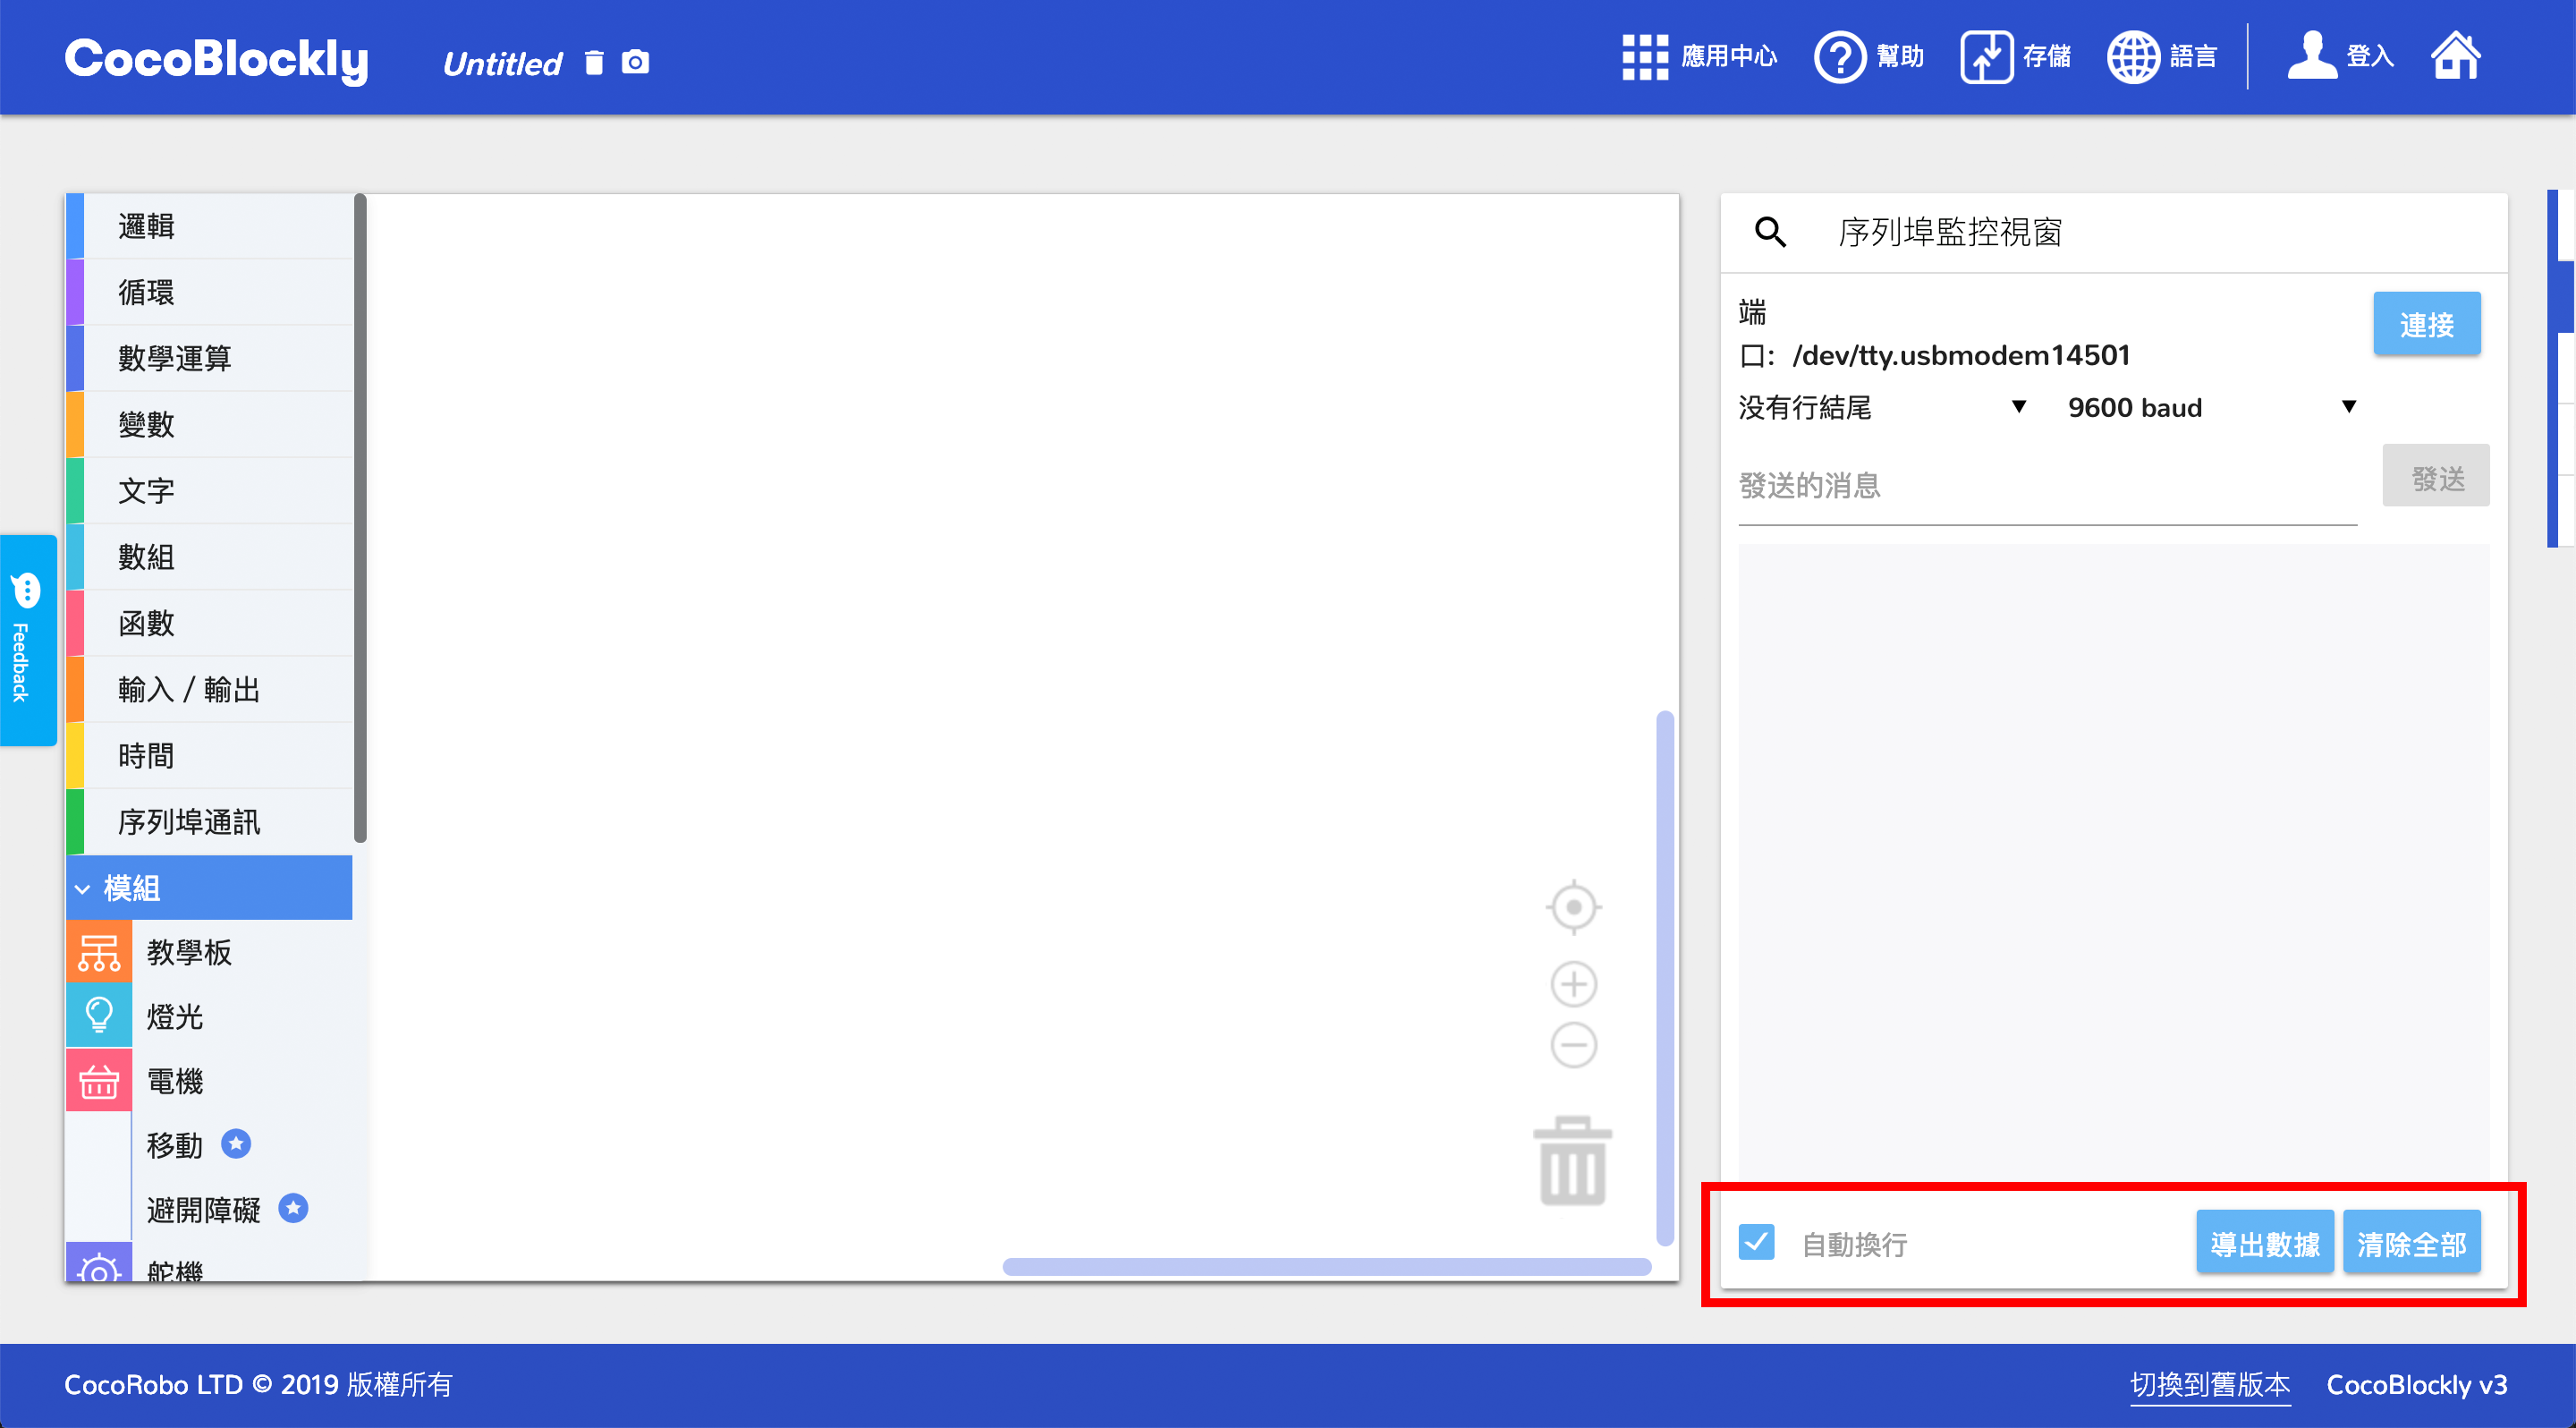 CocoBlockly
Untitled
應用中心
幫助
存儲
語言
登入
邏輯
循環
數學運算
變數
文字
數組
函數
輸入 / 輸出
時間
序列埠通訊
模組
教學板
燈光
電機
移動
避開障礙
舵機
Feedback
序列埠監控視窗
端
口: /dev/tty.usbmodem14501
連接
没有行結尾
9600 baud
發送的消息
發送
自動換行
導出數據
清除全部
CocoRobo LTD © 2019 版權所有
切換到舊版本
CocoBlockly v3